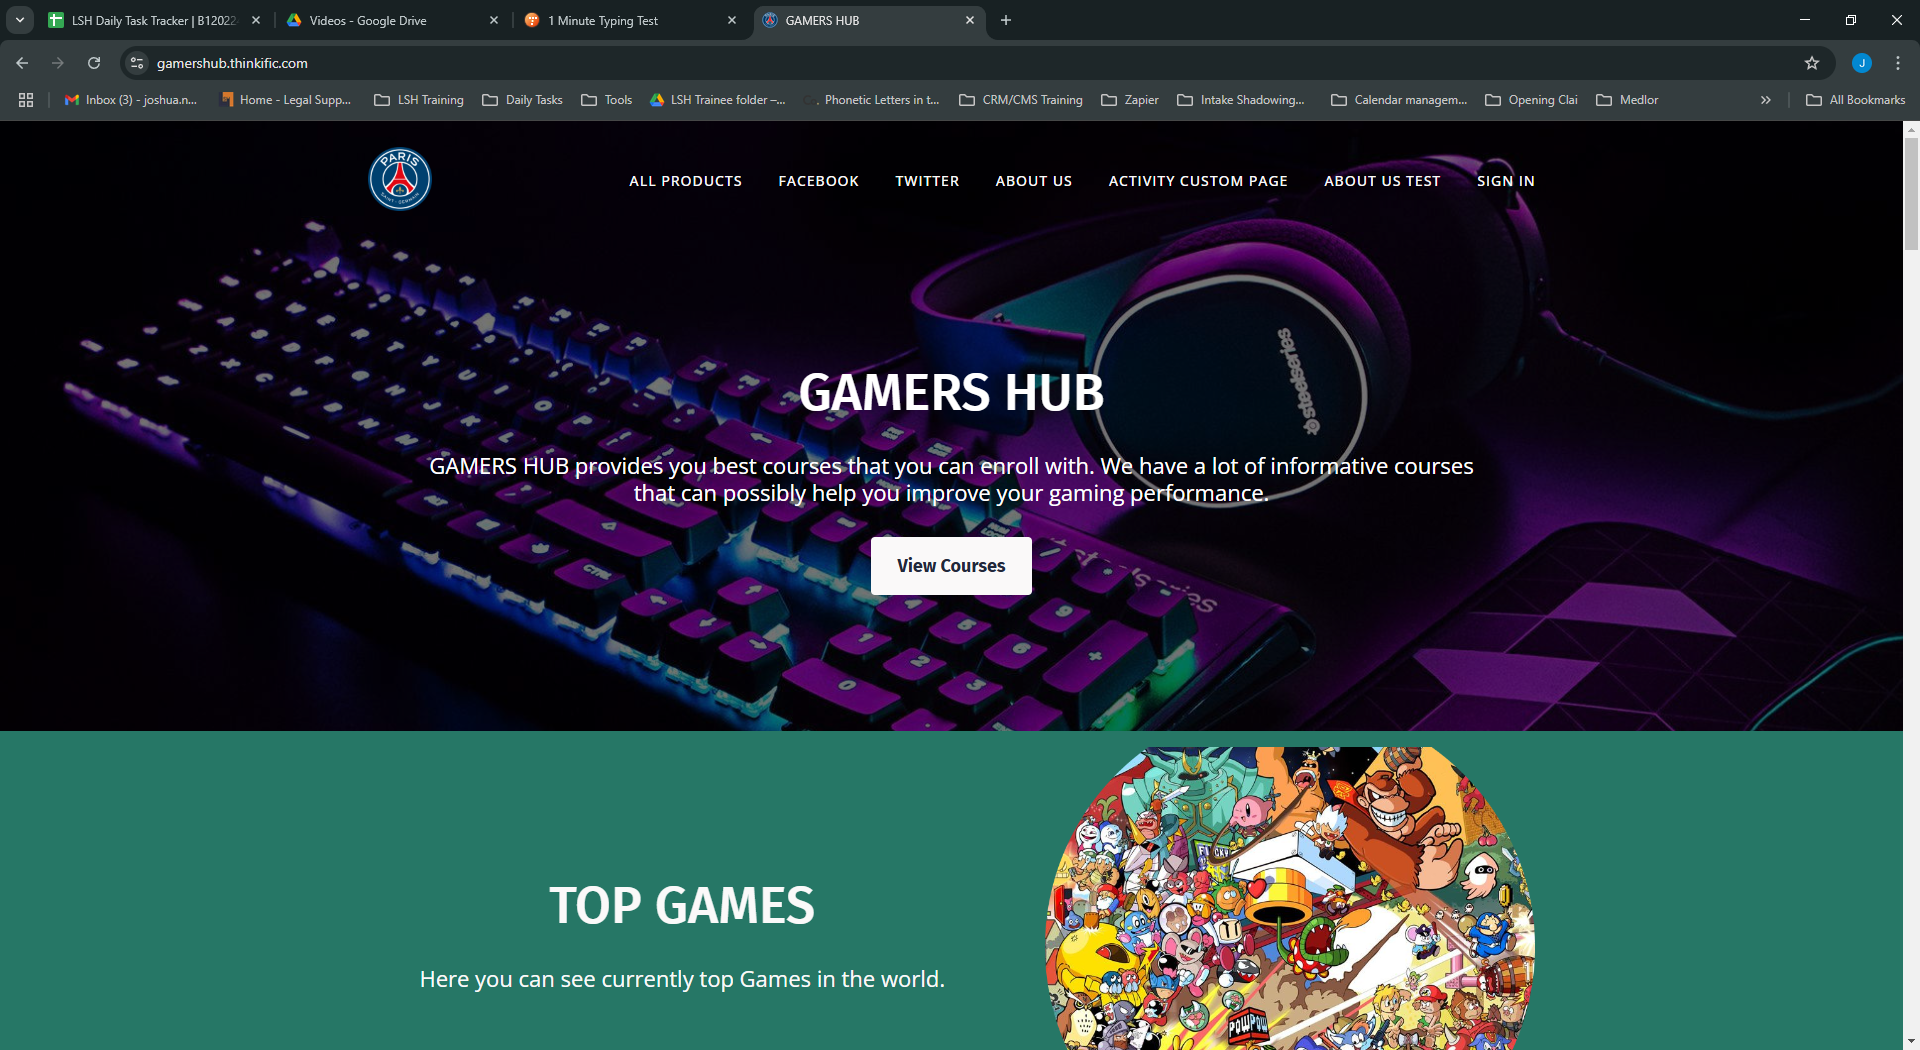 LSH Daily Task Tracker | B12022
Videos - Google Drive
1 Minute Typing Test
GAMERS HUB
gamershub.thinkific.com
J
Inbox (3) - joshua.n...
Home - Legal Supp...
LSH Training
Daily Tasks
Tools
LSH Trainee folder –...
Phonetic Letters in t...
CRM/CMS Training
Zapier
Intake Shadowing...
Calendar managem...
Opening Clai
Medlor
All Bookmarks
PARIS
SAINT-GERMAIN
ALL PRODUCTS
FACEBOOK
TWITTER
ABOUT US
ACTIVITY CUSTOM PAGE
ABOUT US TEST
SIGN IN
steelseries
GAMERS HUB
GAMERS HUB provides you best courses that you can enroll with. We have a lot of informative courses
that can possibly help you improve your gaming performance.
View Courses
steelseries
TOP GAMES
Here you can see currently top Games in the world.
POW